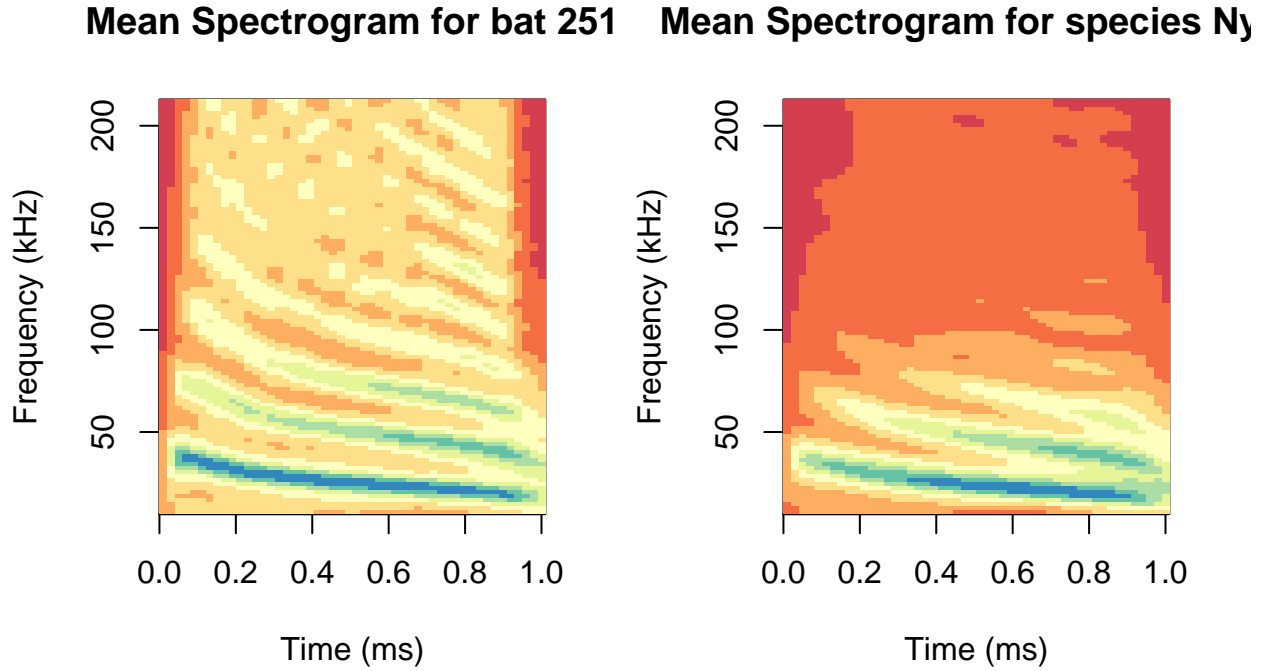 Mean Spectrogram for bat 251
Frequency (kHz)
200
150
100
50
0.0 0.2 0.4 0.6 0.8 1.0
Time (ms)
Mean Spectrogram for species Ny
Frequency (kHz)
200
150
100
50
0.0 0.2 0.4 0.6 0.8 1.0
Time (ms)